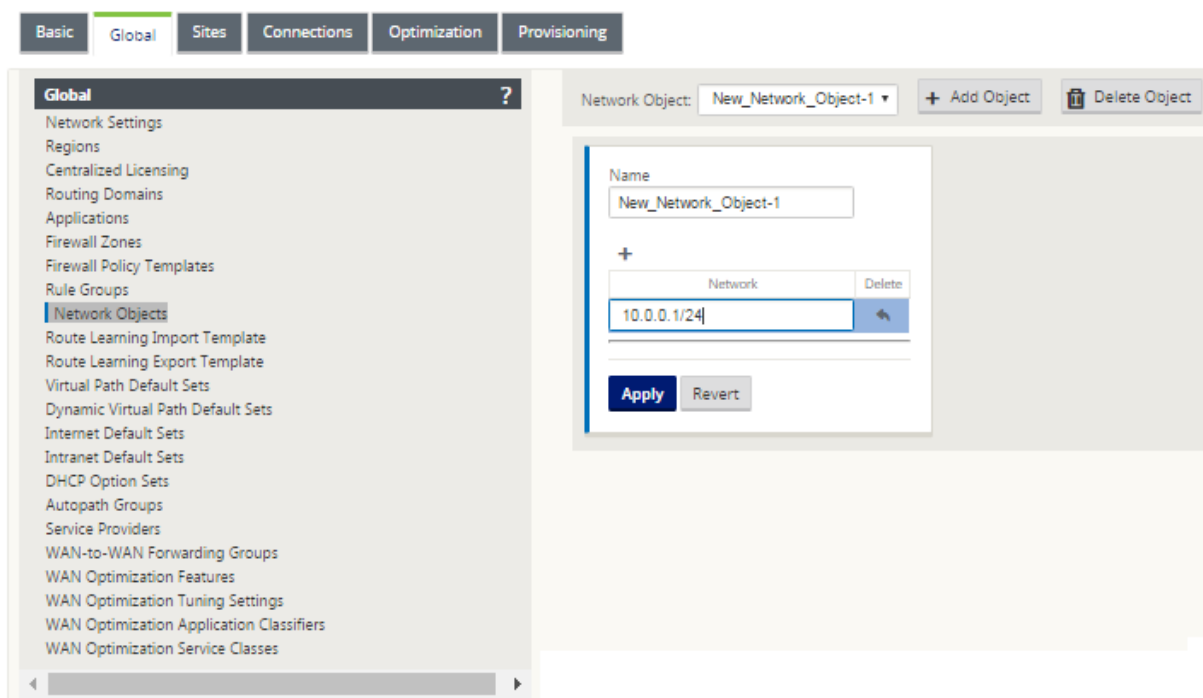 Basic Global Sites Connections Optimization Provisioning
Global ?
Network Settings
Regions
Centralized Licensing
Routing Domains
Applications
Firewall Zones
Firewall Policy Templates
Rule Groups
Network Objects
Route Learning Import Template
Route Learning Export Template
Virtual Path Default Sets
Dynamic Virtual Path Default Sets
Internet Default Sets
Intranet Default Sets
DHCP Option Sets
Autopath Groups
Service Providers
WAN-to-WAN Forwarding Groups
WAN Optimization Features
WAN Optimization Tuning Settings
WAN Optimization Application Classifiers
WAN Optimization Service Classes
Network Object: New_Network_Object-1 + Add Object Delete Object
Name
New_Network_Object-1
+
Network Delete
10.0.0.1/24
Apply Revert